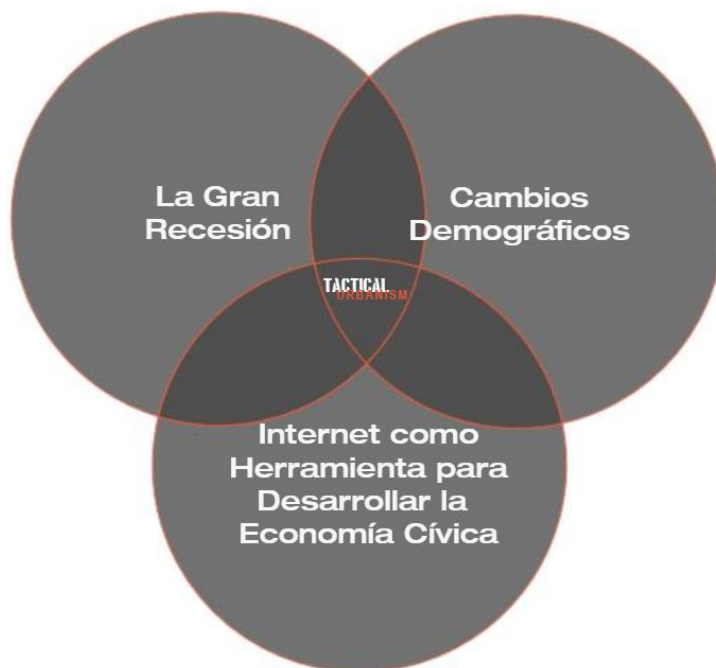 La Gran
Recesión
Cambios
Demográficos
TACTICAL
URBANISM
Internet como
Herramienta para
Desarrollar la
Economía Cívica